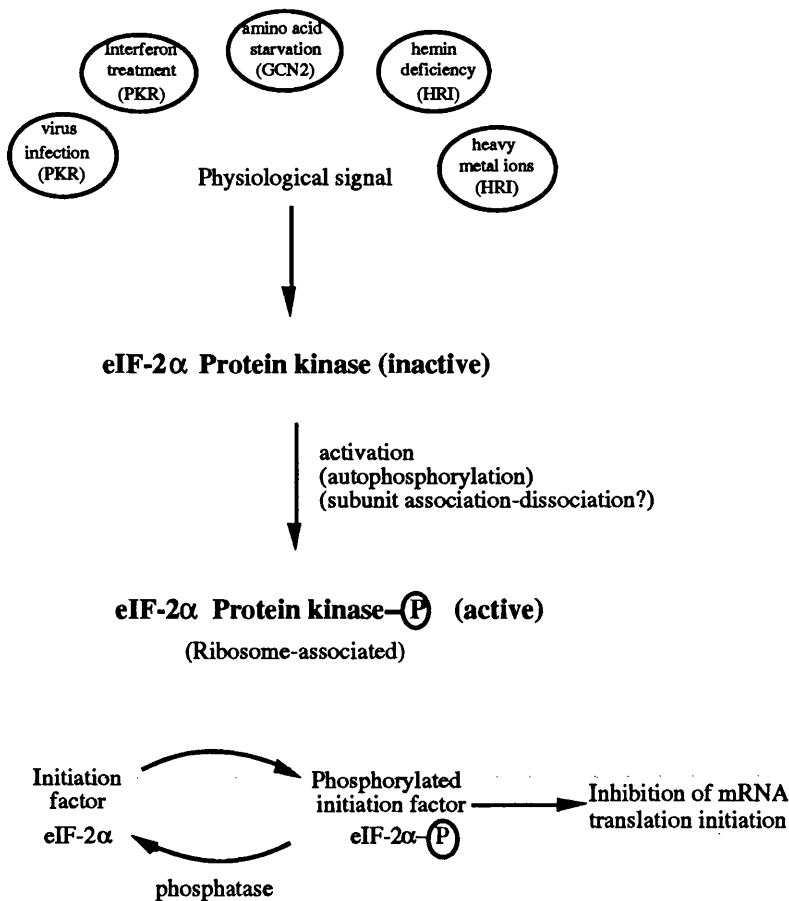 virus
infection
(PKR)
Interferon
treatment
(PKR)
amino acid
starvation
(GCN2)
hemin
deficiency
(HRI)
heavy
metal ions
(HRI)
Physiological signal
eIF-2α Protein kinase (inactive)
activation
(autophosphorylation)
(subunit association-dissociation?)
eIF-2α Protein kinase–P (active)
(Ribosome-associated)
Initiation
factor
eIF-2α
Phosphorylated
initiation factor
eIF-2α–P
Inhibition of mRNA
translation initiation
phosphatase